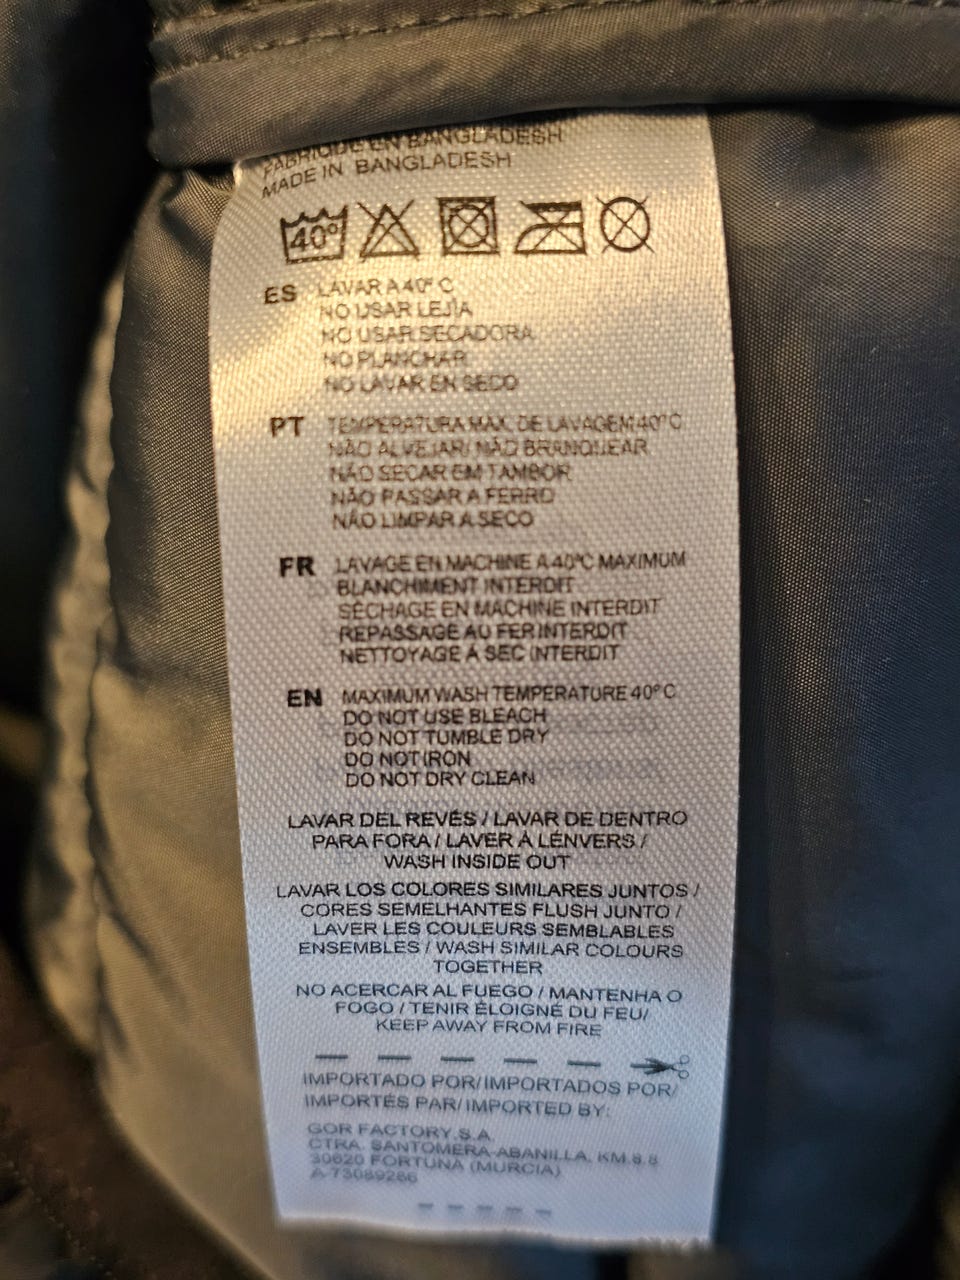 FABRIQUÉ EN BANGLADESH
MADE IN BANGLADESH
40°
ES LAVAR A 40° C
NO USAR LEJÍA
NO USAR SECADORA
NO PLANCHAR
NO LAVAR EN SECO
PT TEMPERATURA MAX. DE LAVAGEM 40° C
NÃO ALVEJAR/ NÃO BRANQUEAR
NÃO SECAR EM TAMBOR
NÃO PASSAR A FERRO
NÃO LIMPAR A SECO
FR LAVAGE EN MACHINE A 40°C MAXIMUM
BLANCHIMENT INTERDIT
SÉCHAGE EN MACHINE INTERDIT
REPASSAGE AU FER INTERDIT
NETTOYAGE À SEC INTERDIT
EN MAXIMUM WASH TEMPERATURE 40° C
DO NOT USE BLEACH
DO NOT TUMBLE DRY
DO NOT IRON
DO NOT DRY CLEAN
LAVAR DEL REVÉS / LAVAR DE DENTRO
PARA FORA / LAVER À LÉNVERS /
WASH INSIDE OUT
LAVAR LOS COLORES SIMILARES JUNTOS /
CORES SEMELHANTES FLUSH JUNTO /
LAVER LES COULEURS SEMBLABLES
ENSEMBLES / WASH SIMILAR COLOURS
TOGETHER
NO ACERCAR AL FUEGO / MANTENHA O
FOGO / TENIR ÉLOIGNÉ DU FEU/
KEEP AWAY FROM FIRE
IMPORTADO POR/ IMPORTADOS POR/
IMPORTÉS PAR/ IMPORTED BY:
GOR FACTORY.S.A.
CTRA. SANTOMERA-ABANILLA, KM.8.8
30620 FORTUNA (MURCIA)
A-73089286